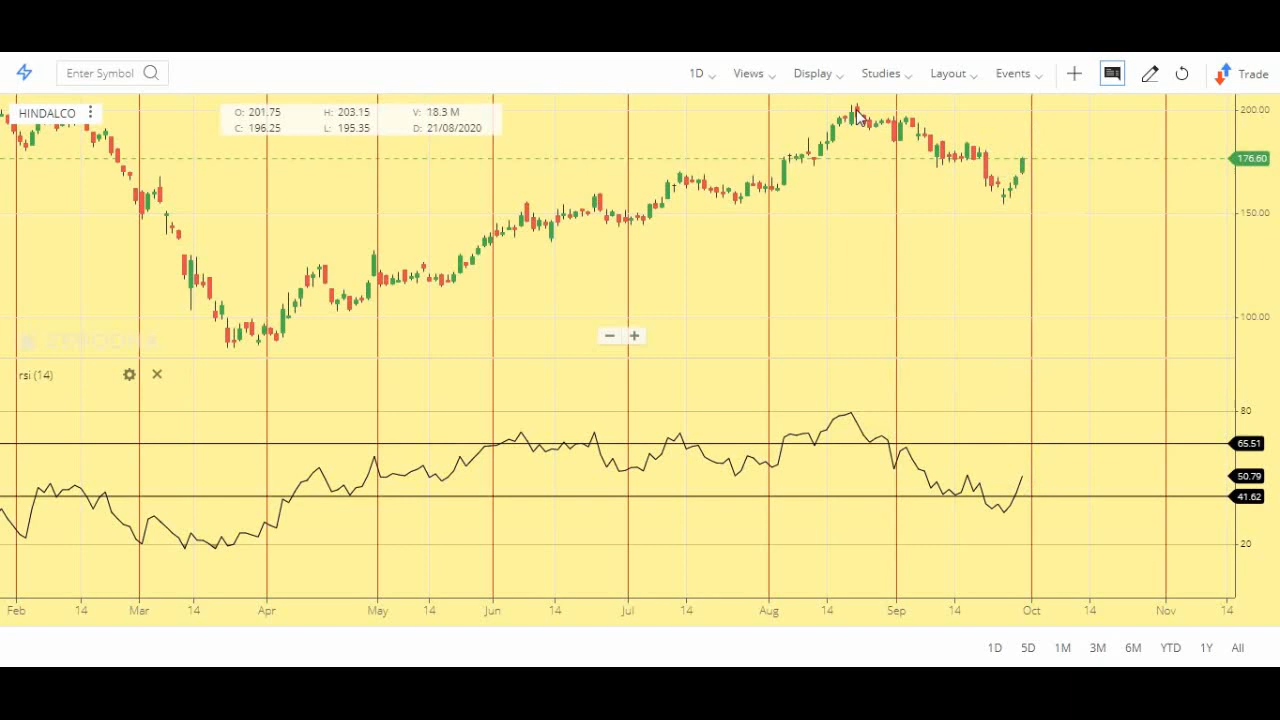 Enter Symbol 1D Views Display Studies Layout Events Trade
HINDALCO
O: 201.75 H: 203.15 V: 18.3 M
C: 196.25 L: 195.35 D: 21/08/2020
200.00
176.60
150.00
100.00
ZERODHA
rsi (14)
80
65.51
50.79
41.62
20
Feb 14 Mar 14 Apr May 14 Jun 14 Jul 14 Aug 14 Sep 14 Oct 14 Nov 14
1D 5D 1M 3M 6M YTD 1Y All